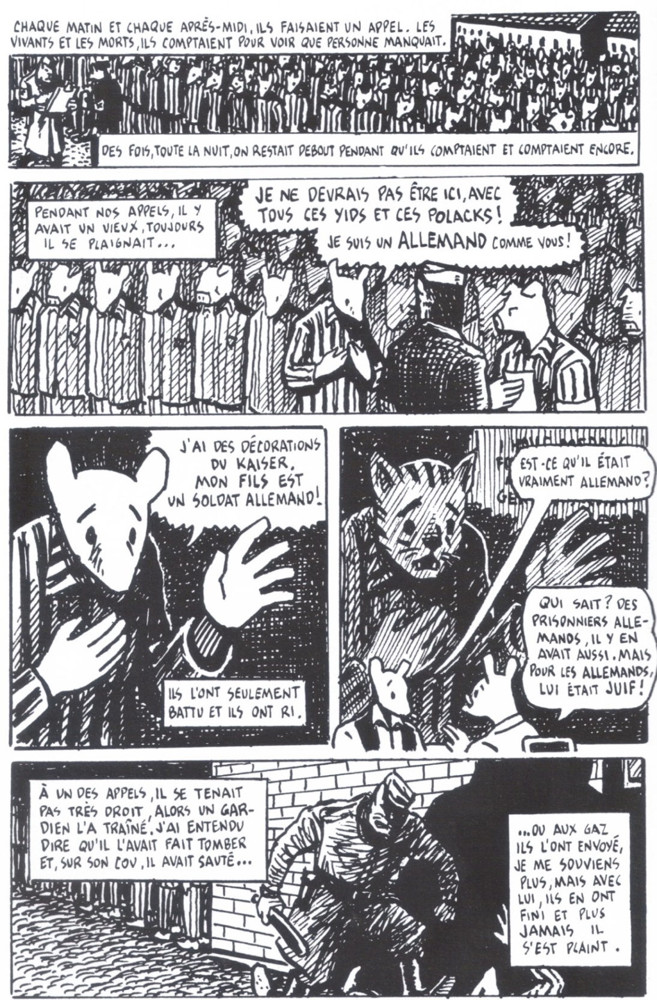 CHAQUE MATIN ET CHAQUE APRÈS-MIDI, ILS FAISAIENT UN APPEL. LES
VIVANTS ET LES MORTS, ILS COMPTAIENT POUR VOIR QUE PERSONNE MANQUAIT.
DES FOIS, TOUTE LA NUIT, ON RESTAIT DEBOUT PENDANT QU'ILS COMPTAIENT ET COMPTAIENT ENCORE.
PENDANT NOS APPELS, IL Y
AVAIT UN VIEUX, TOUJOURS
IL SE PLAIGNAIT...
JE NE DEVRAIS PAS ÊTRE ICI, AVEC
TOUS CES YIDS ET CES POLACKS!
JE SUIS UN ALLEMAND COMME VOUS!
J'AI DES DÉCORATIONS
DU KAISER.
MON FILS EST
UN SOLDAT ALLEMAND!
ILS L'ONT SEULEMENT
BATTU ET ILS ONT RI.
EST-CE QU'IL ÉTAIT
VRAIMENT ALLEMAND?
QUI SAIT? DES
PRISONNIERS ALLE-
MANDS, IL Y EN
AVAIT AUSSI. MAIS
POUR LES ALLEMANDS,
LUI ÉTAIT JUIF!
À UN DES APPELS, IL SE TENAIT
PAS TRÈS DROIT, ALORS UN GAR-
DIEN L'A TRAÎNÉ. J'AI ENTENDU
DIRE QU'IL L'AVAIT FAIT TOMBER
ET, SUR SON COU, IL AVAIT SAUTÉ...
...OU AUX GAZ
ILS L'ONT ENVOYÉ,
JE ME SOUVIENS
PLUS, MAIS AVEC
LUI, ILS EN ONT
FINI ET PLUS
JAMAIS IL
S'EST PLAINT.